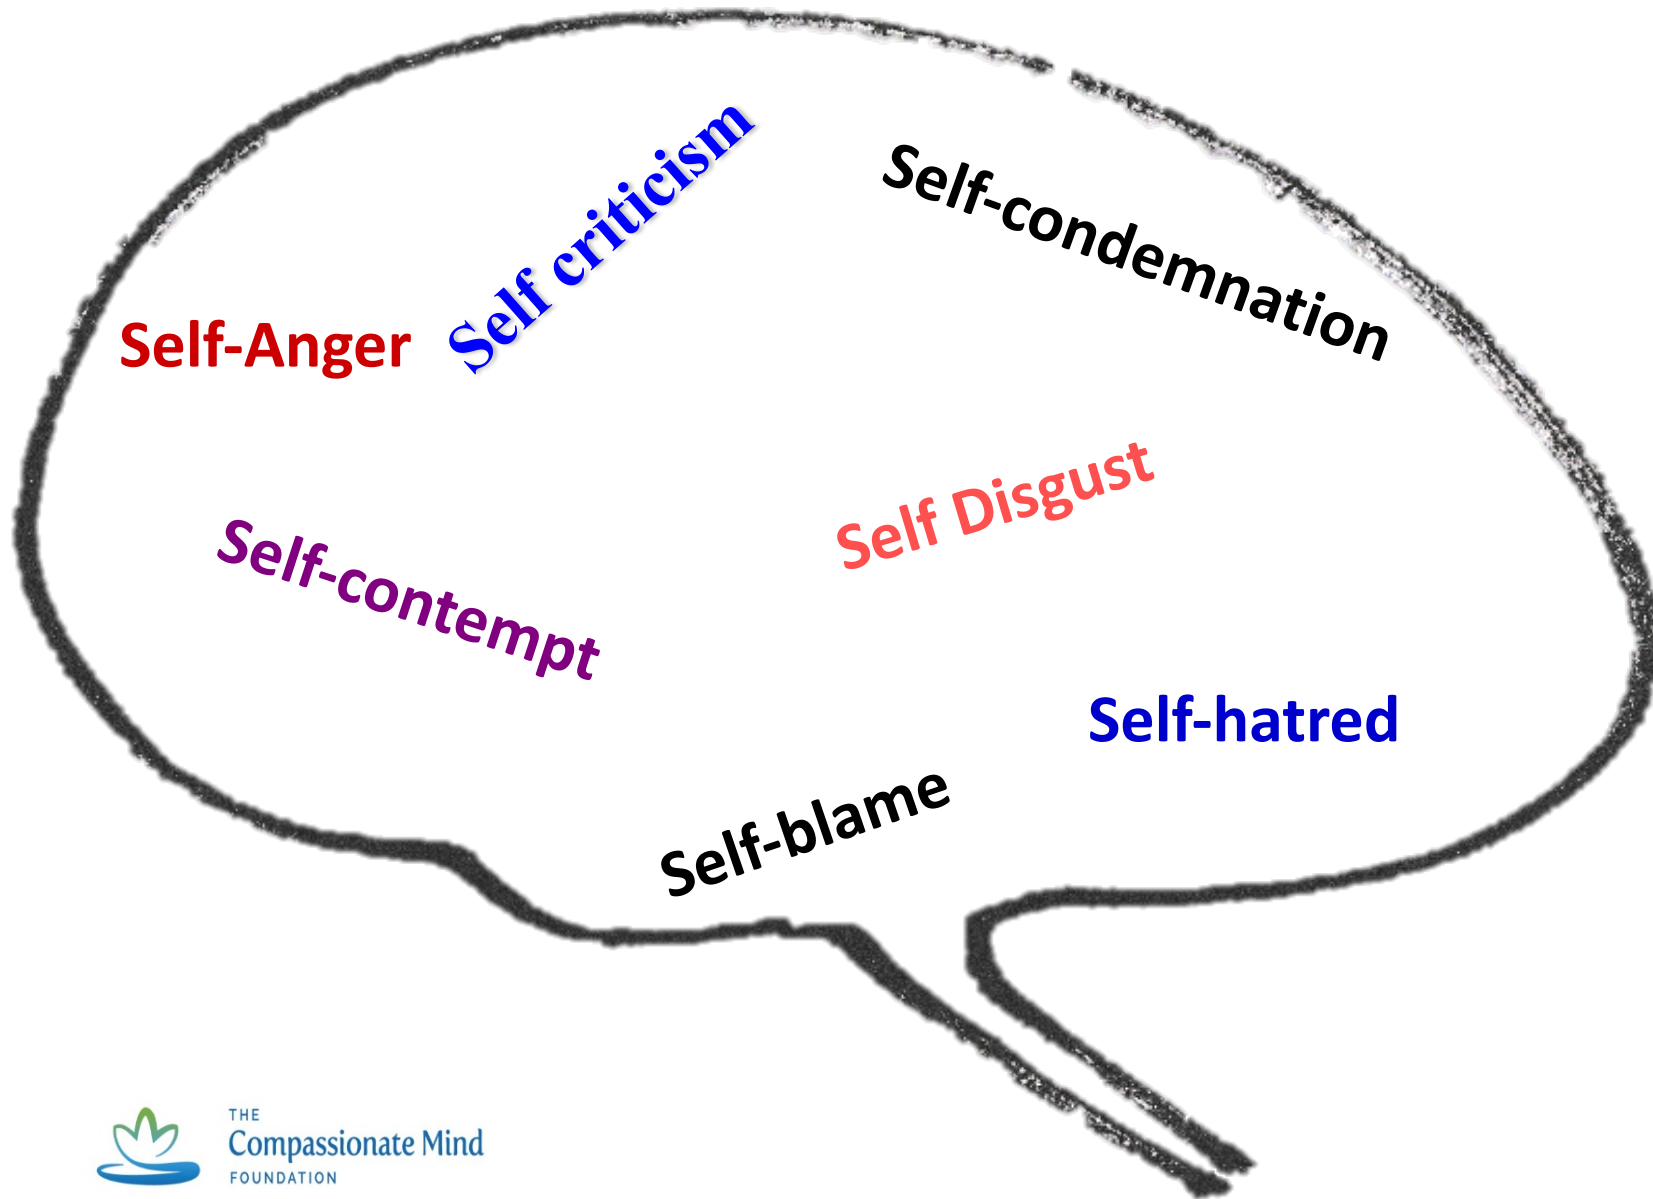 Self criticism
Self-condemnation
Self-Anger
Self Disgust
Self-contempt
Self-hatred
Self-blame
THE
Compassionate Mind
FOUNDATION